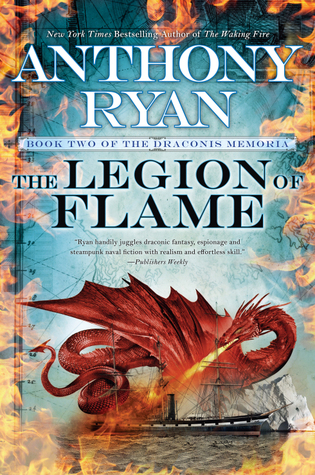 New York Times Bestselling Author of The Waking Fire
ANTHONY
RYAN
BOOK TWO OF THE DRACONIS MEMORIA
THE LEGION OF
FLAME
"Ryan handily juggles draconic fantasy, espionage and
steampunk naval fiction with realism and effortless skill."
—Publishers Weekly